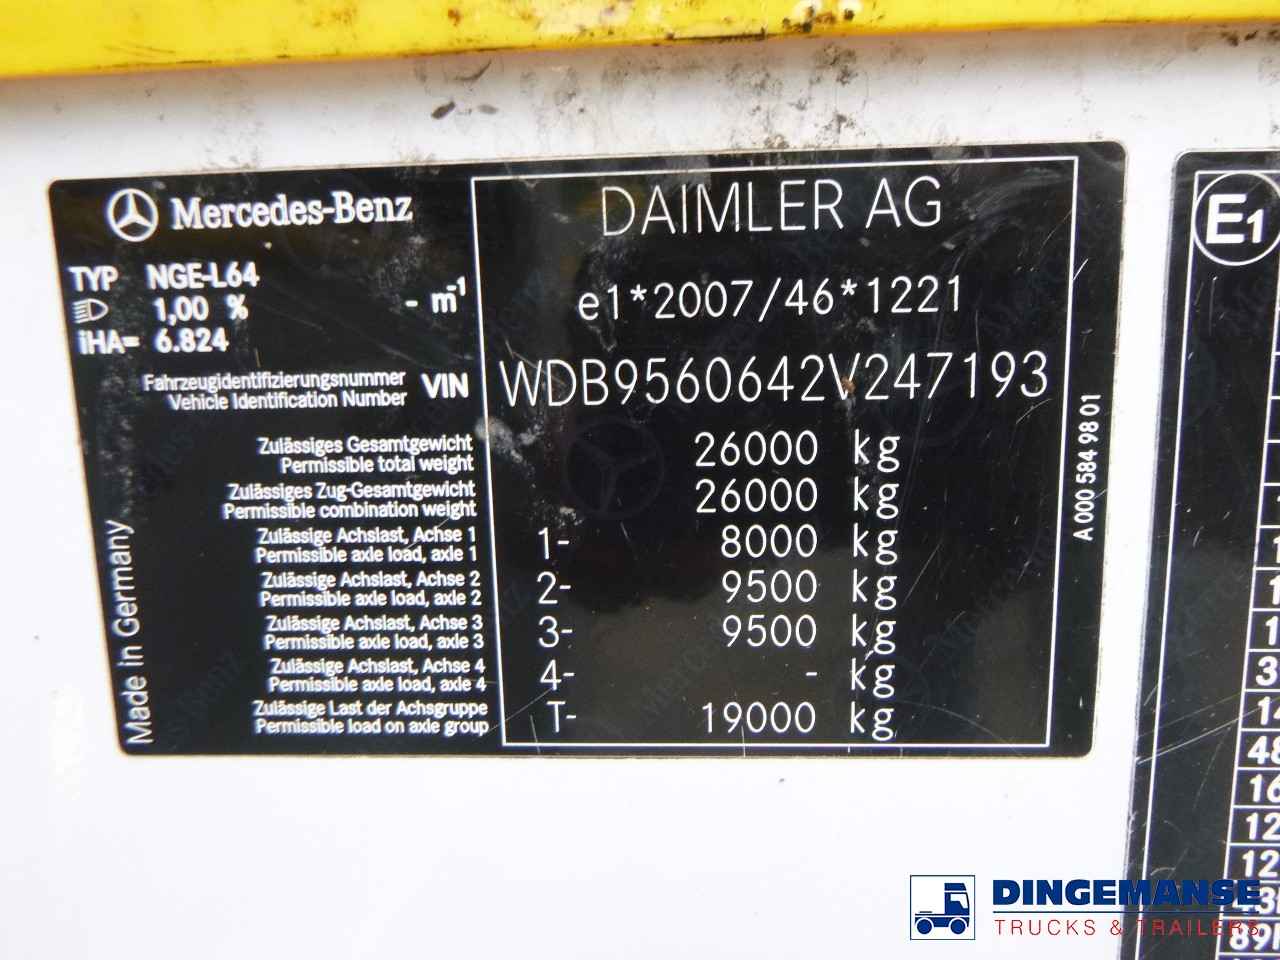 Mercedes-Benz
DAIMLER AG
TYP NGE-L64
1,00 % - m-1
iHA= 6.824
e1*2007/46*1221
Fahrzeugidentifizierungsnummer
Vehicle Identification Number
VIN WDB9560642V247193
Zulässiges Gesamtgewicht
Permissible total weight
26000 kg
Zulässiges Zug-Gesamtgewicht
Permissible combination weight
26000 kg
Zulässige Achslast, Achse 1
Permissible axle load, axle 1
1- 8000 kg
Zulässige Achslast, Achse 2
Permissible axle load, axle 2
2- 9500 kg
Zulässige Achslast, Achse 3
Permissible axle load, axle 3
3- 9500 kg
Zulässige Achslast, Achse 4
Permissible axle load, axle 4
4- - kg
Zulässige Last der Achsgruppe
Permissible load on axle group
T- 19000 kg
Made in Germany
A 000 584 98 01
E1
DINGEMANSE
TRUCKS & TRAILERS